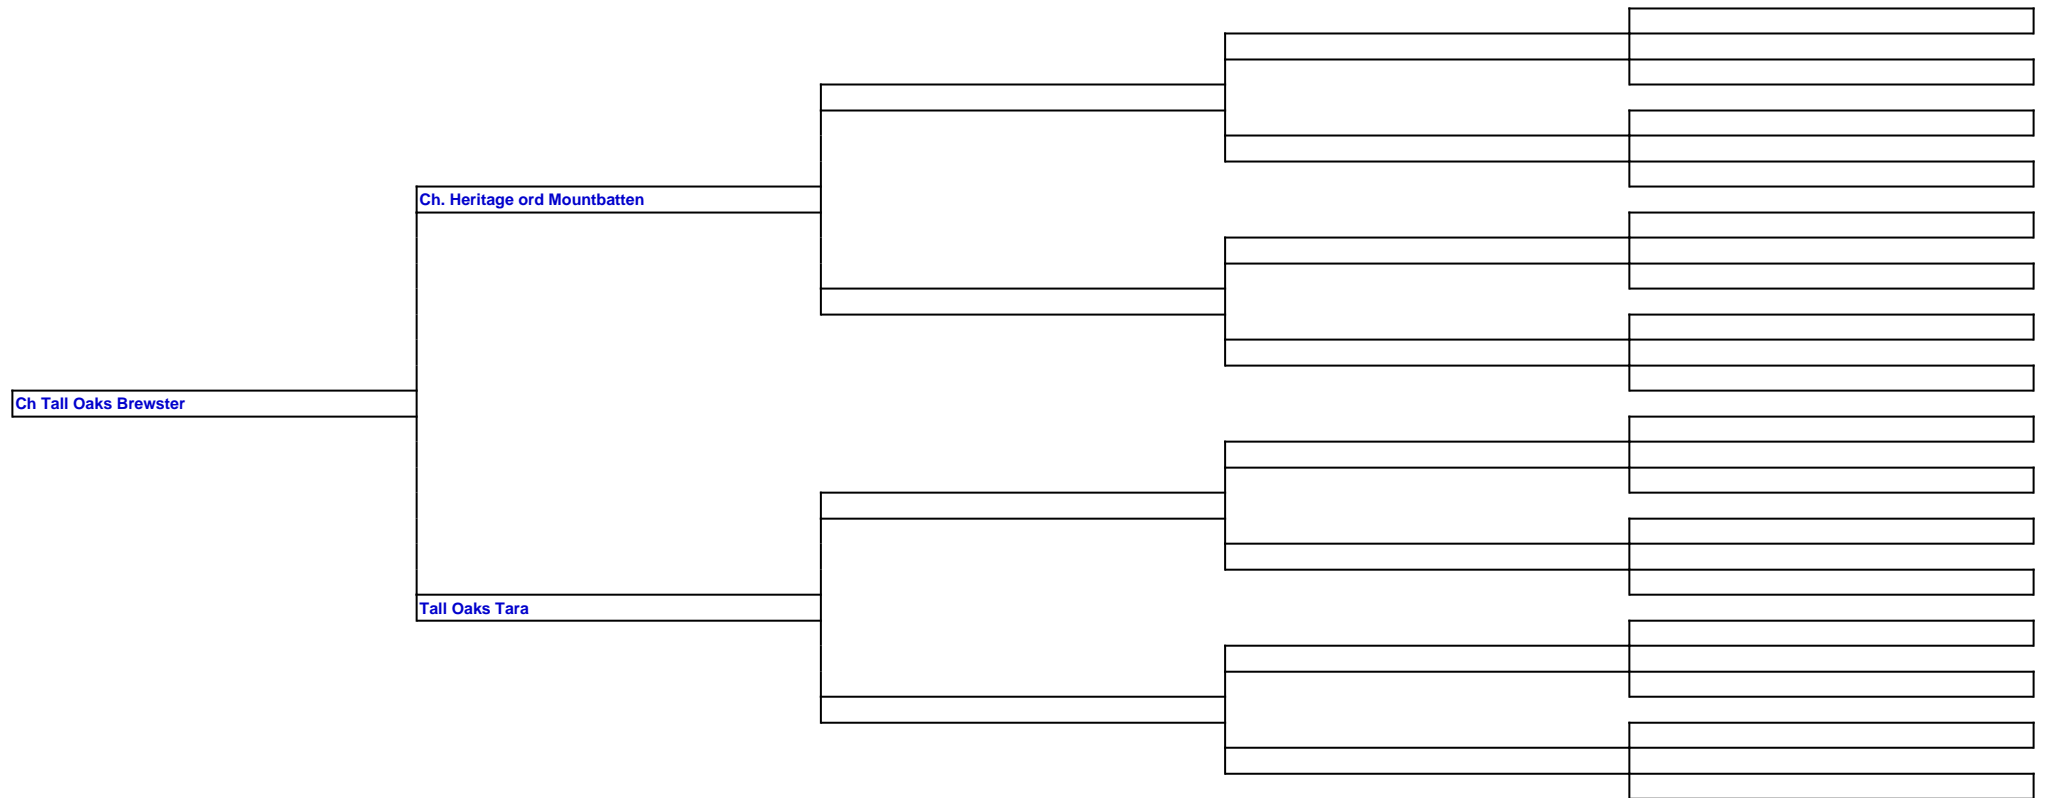 Ch. Heritage ord Mountbatten
Ch Tall Oaks Brewster
Tall Oaks Tara